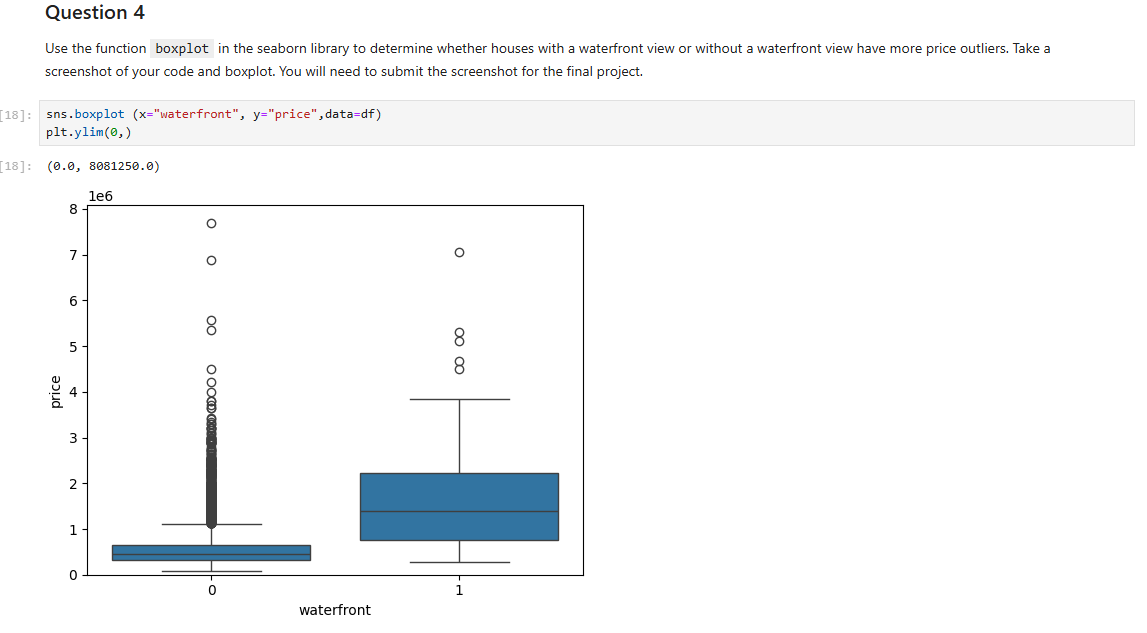 Question 4
Use the function boxplot in the seaborn library to determine whether houses with a waterfront view or without a waterfront view have more price outliers. Take a
screenshot of your code and boxplot. You will need to submit the screenshot for the final project.
[18]: sns.boxplot (x="waterfront", y="price",data=df)
plt.ylim(0,)
[18]: (0.0, 8081250.0)
1e6
8
7
6
5
4
3
2
1
0
price
0 1
waterfront